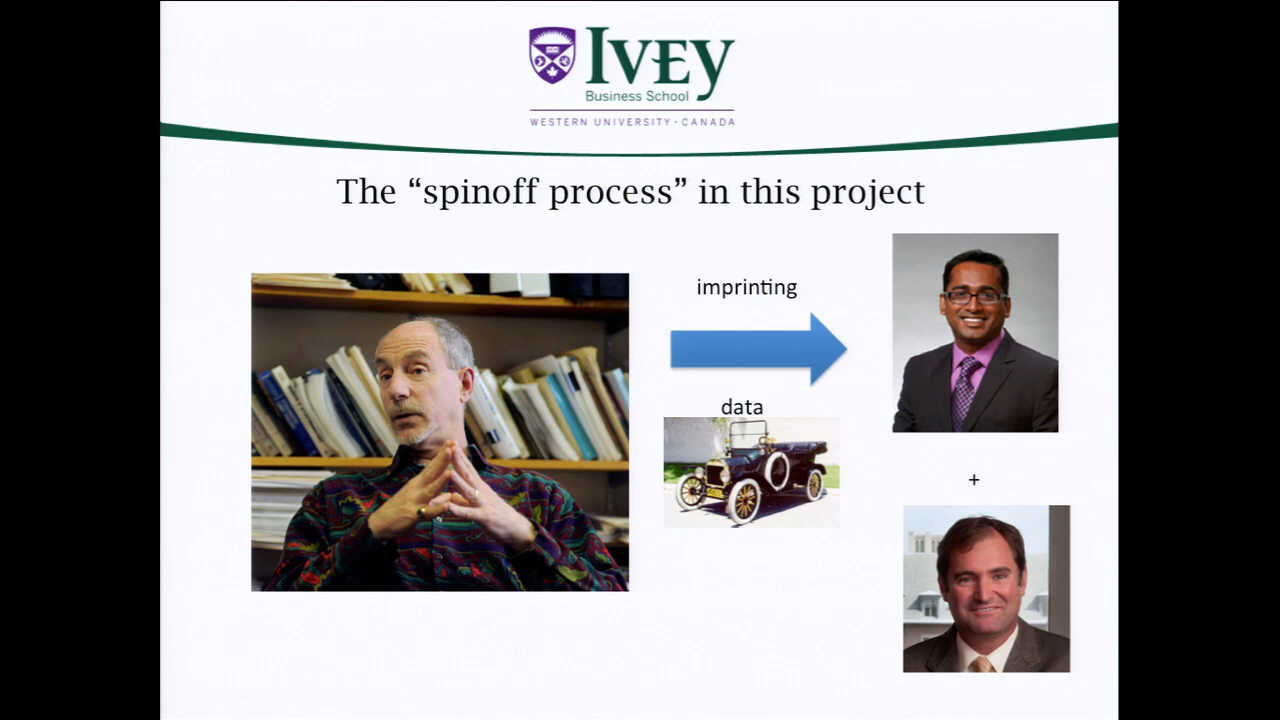 IVEY
Business School
WESTERN UNIVERSITY · CANADA
The “spinoff process” in this project
imprinting
data
+